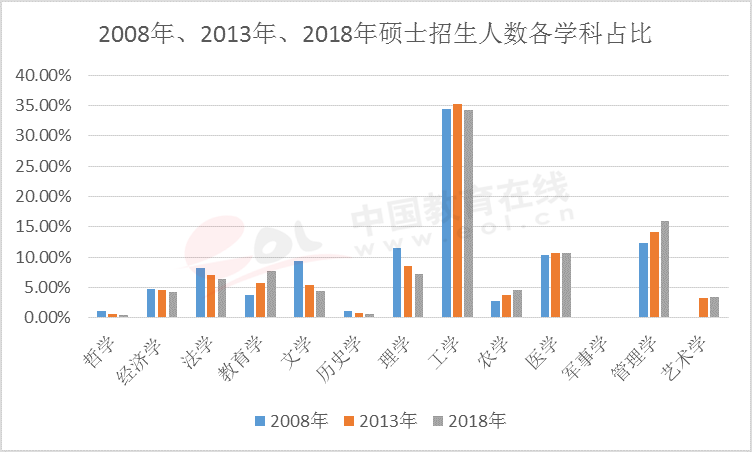 2008年、2013年、2018年硕士招生人数各学科占比
40.00%
35.00%
30.00%
25.00%
20.00%
15.00%
10.00%
5.00%
0.00%
eol 中国教育在线
www.eol.cn
哲学 经济学 法学 教育学 文学 历史学 理学 工学 农学 医学 军事学 管理学 艺术学
2008年 2013年 2018年